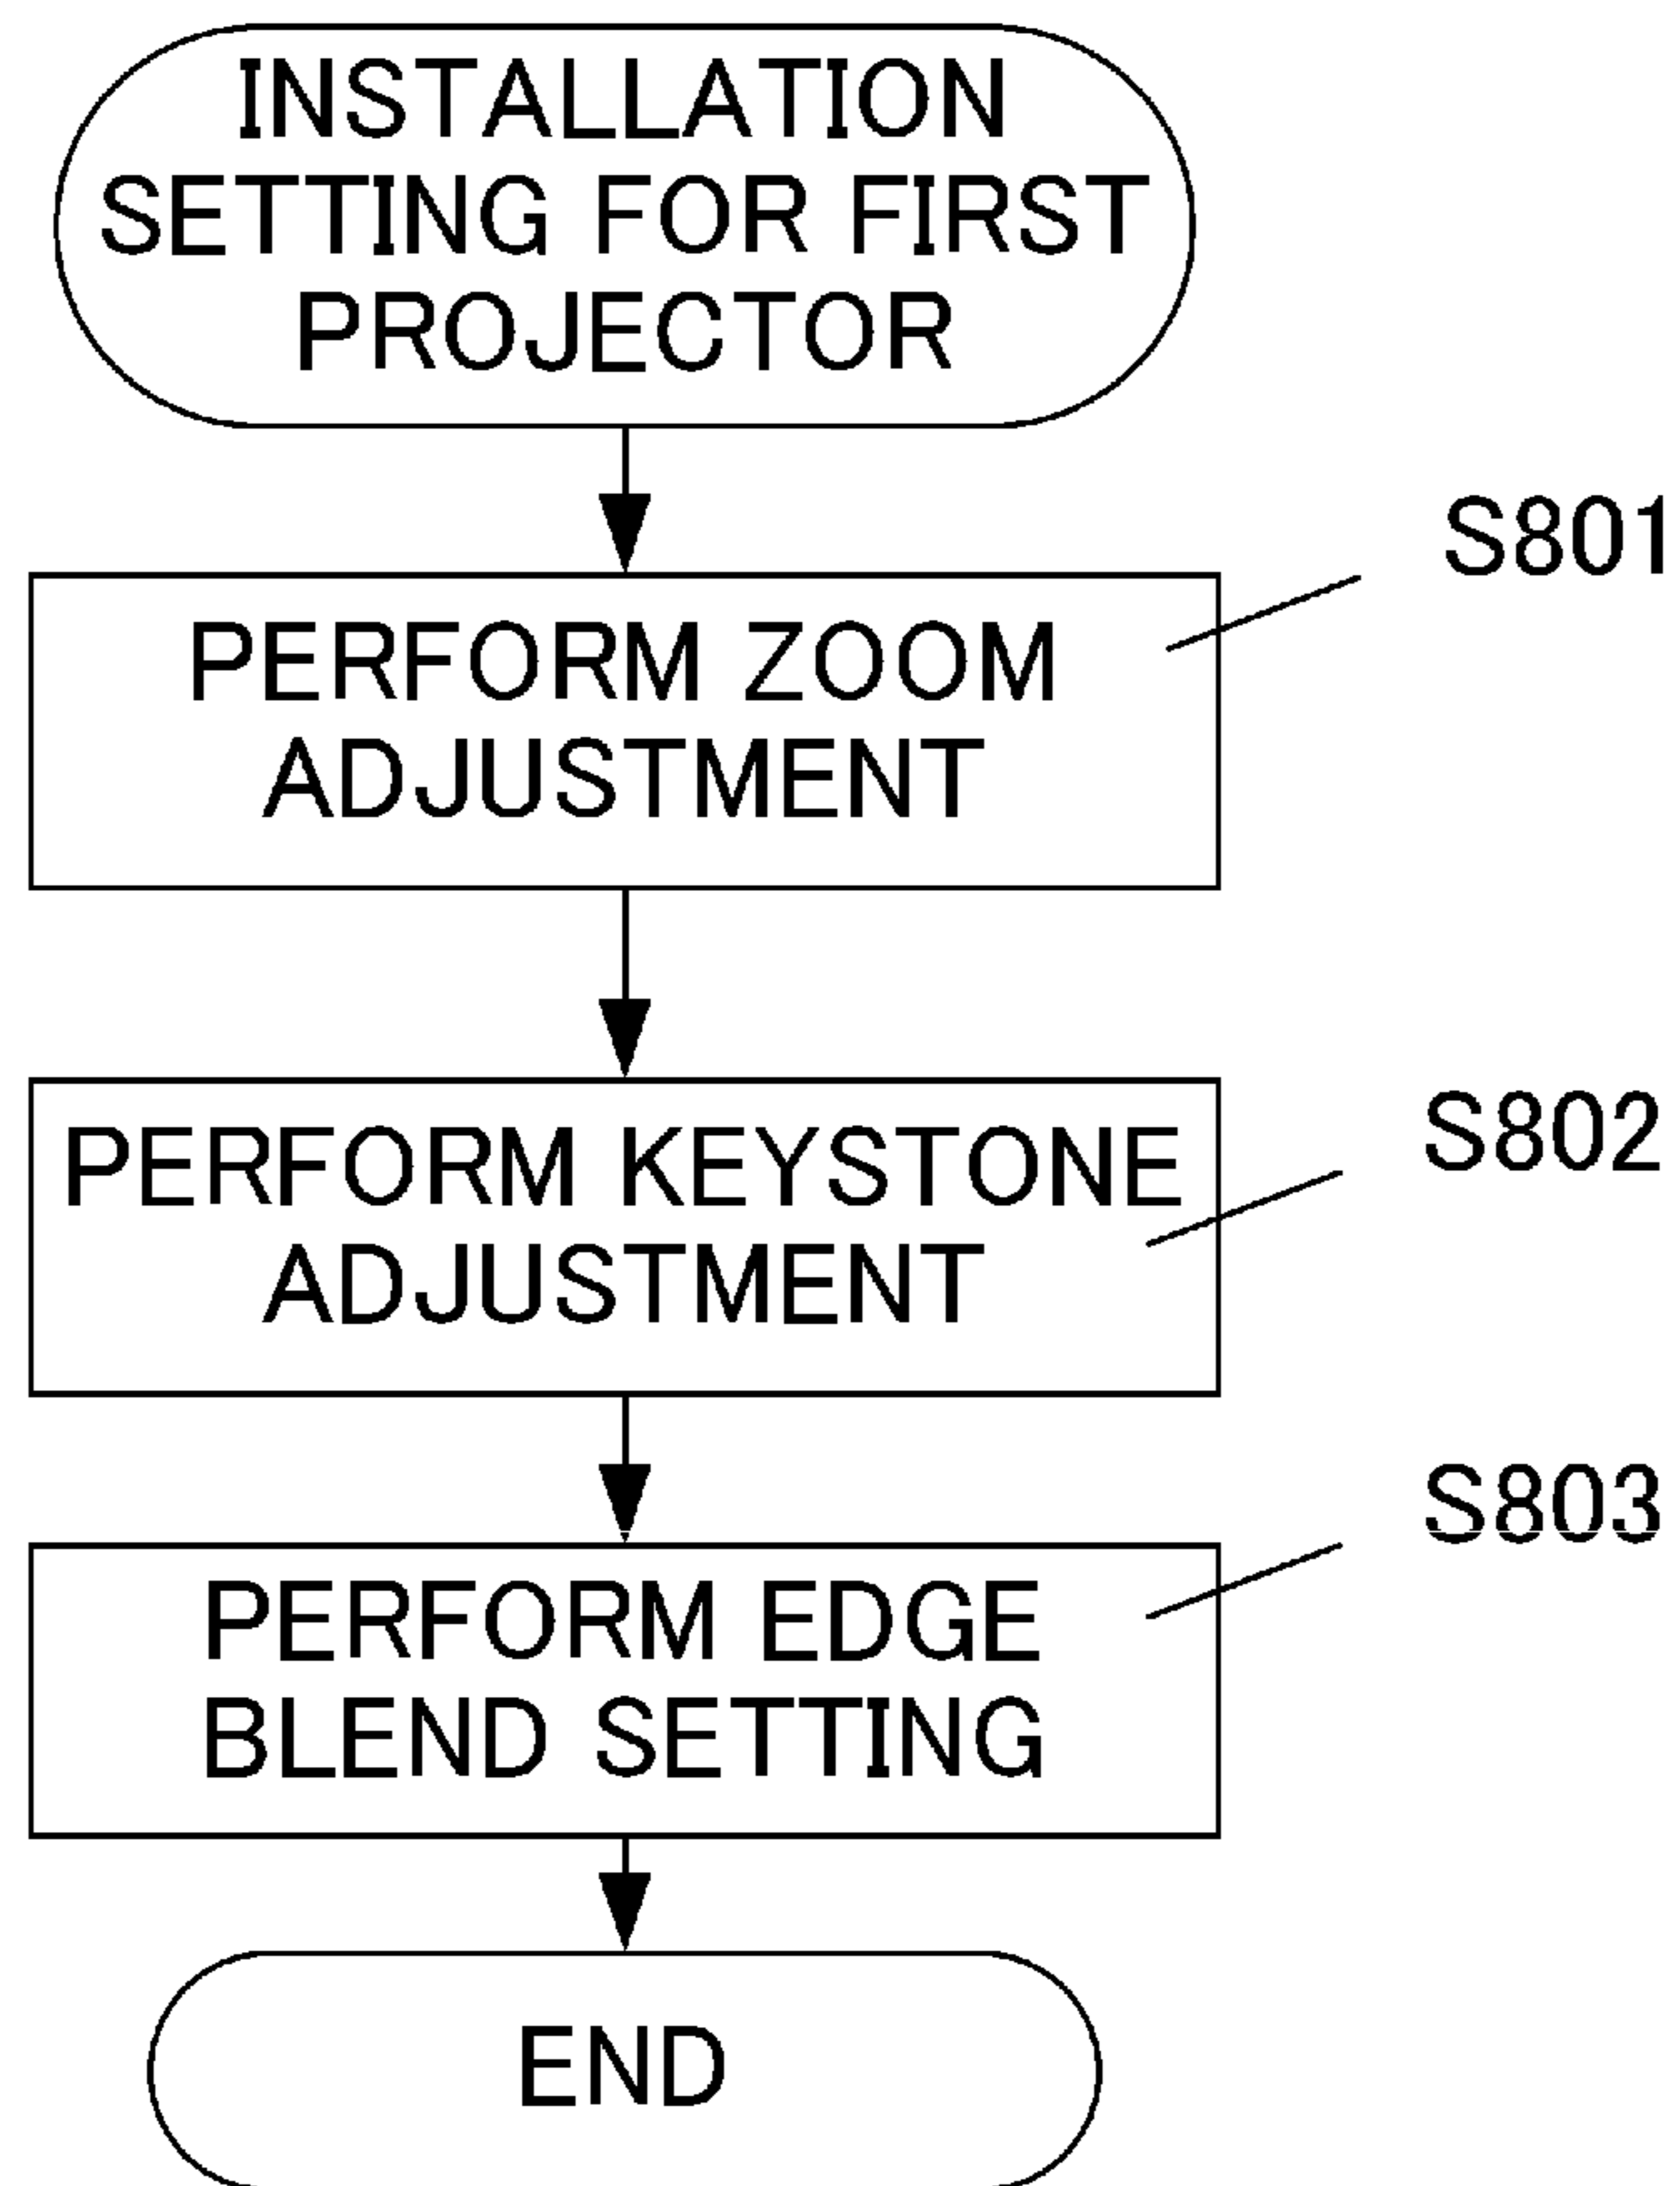 INSTALLATION
SETTING FOR FIRST
PROJECTOR
S801
PERFORM ZOOM
ADJUSTMENT
S802
PERFORM KEYSTONE
ADJUSTMENT
S803
PERFORM EDGE
BLEND SETTING
END